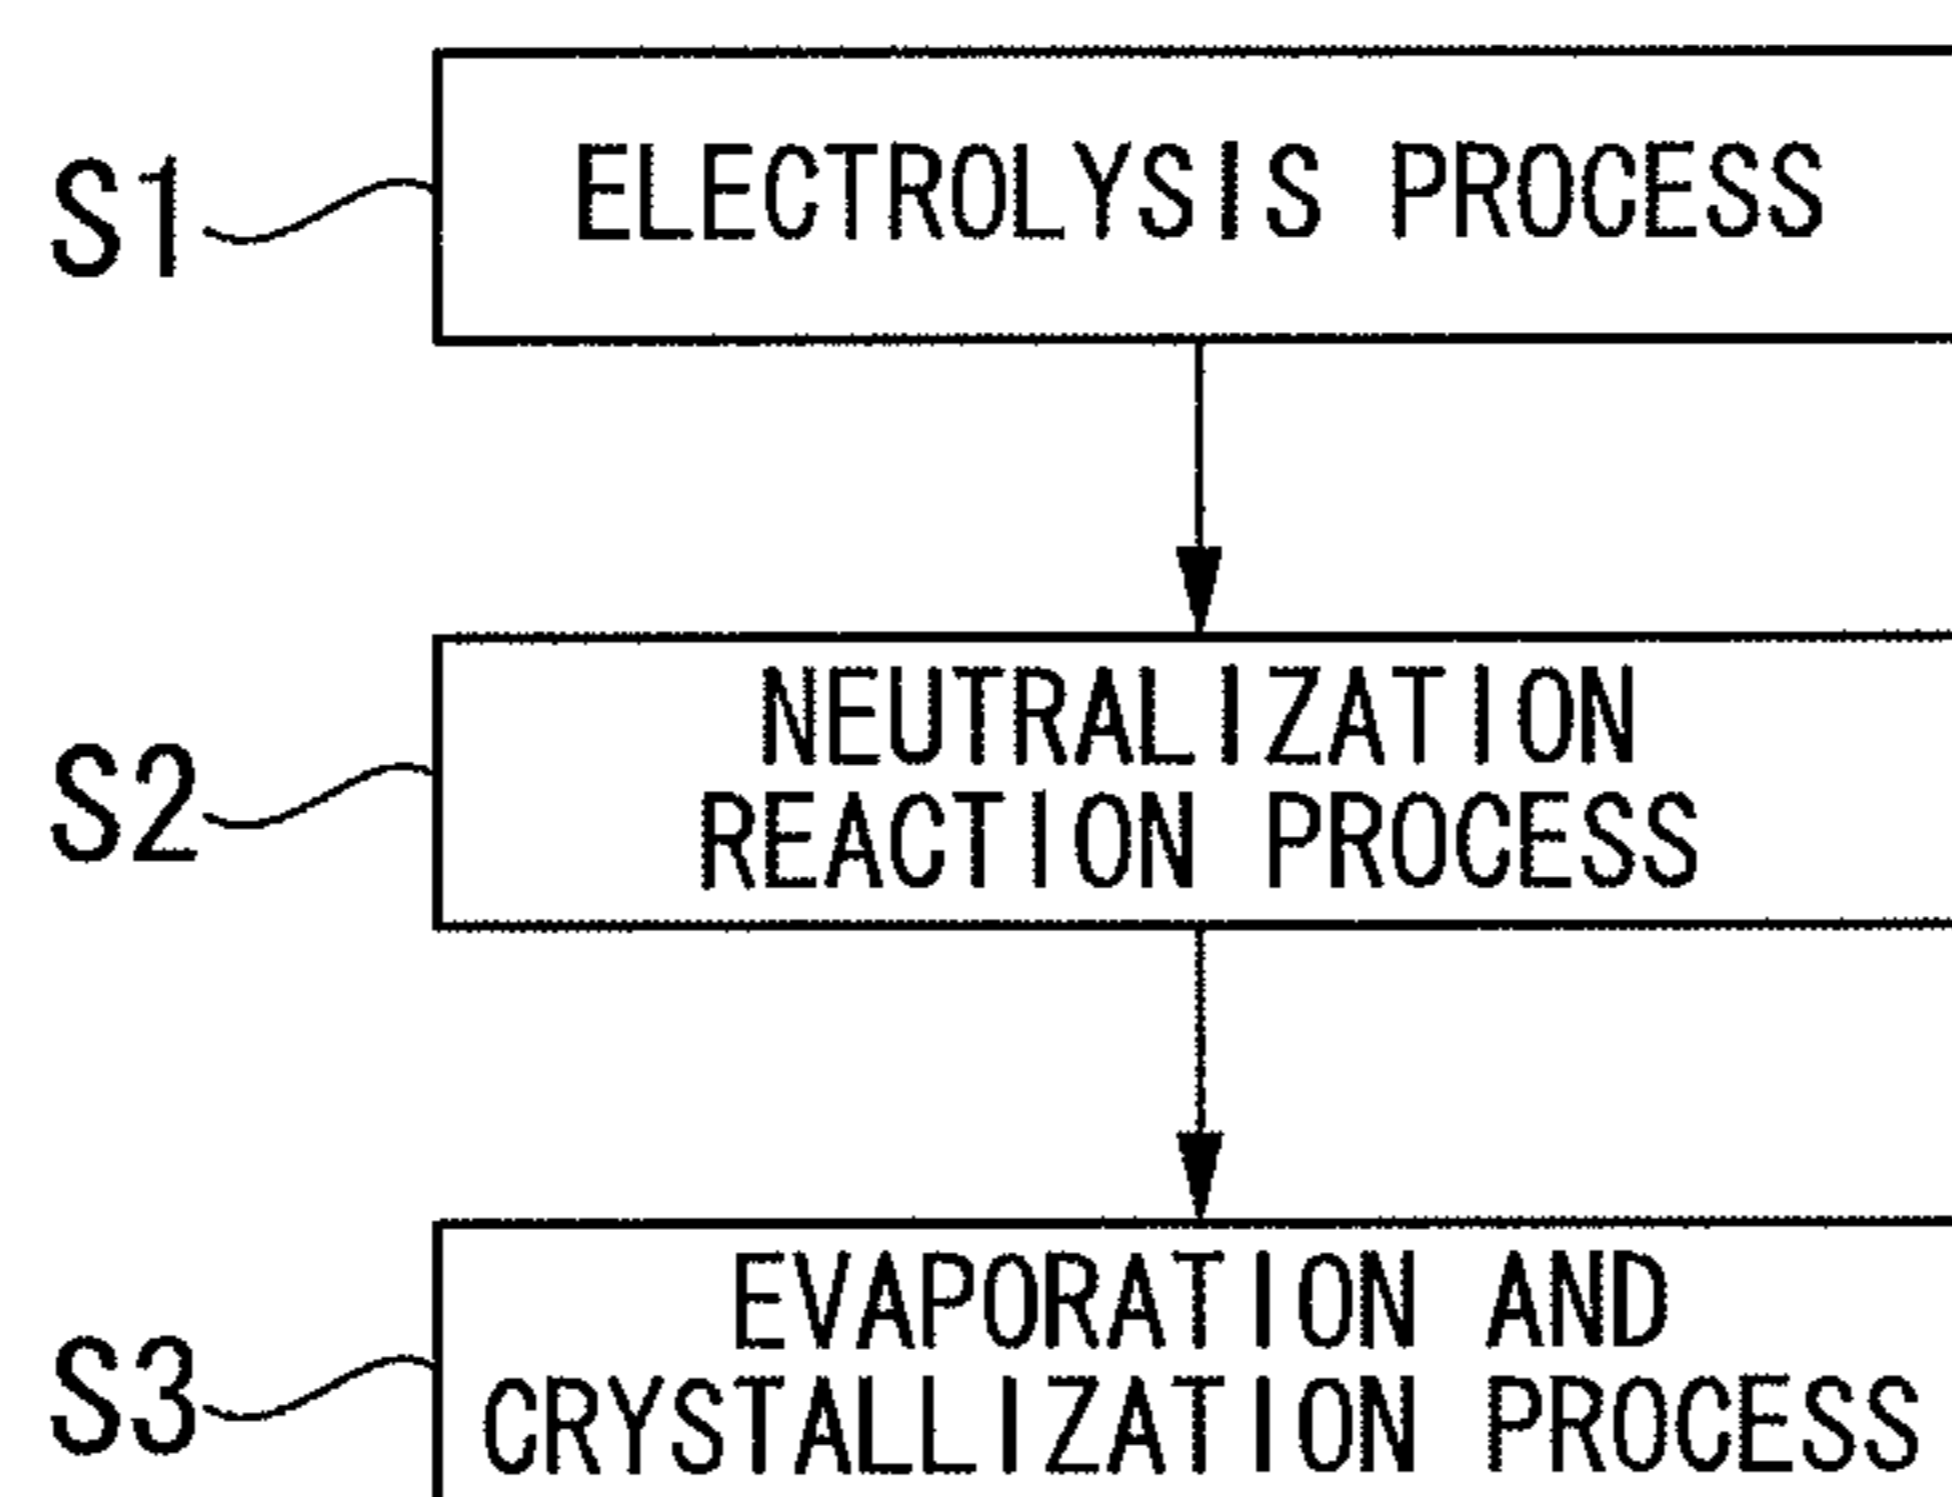 S1 ELECTROLYSIS PROCESS
NEUTRALIZATION
S2 REACTION PROCESS
EVAPORATION AND
S3 CRYSTALLIZATION PROCESS